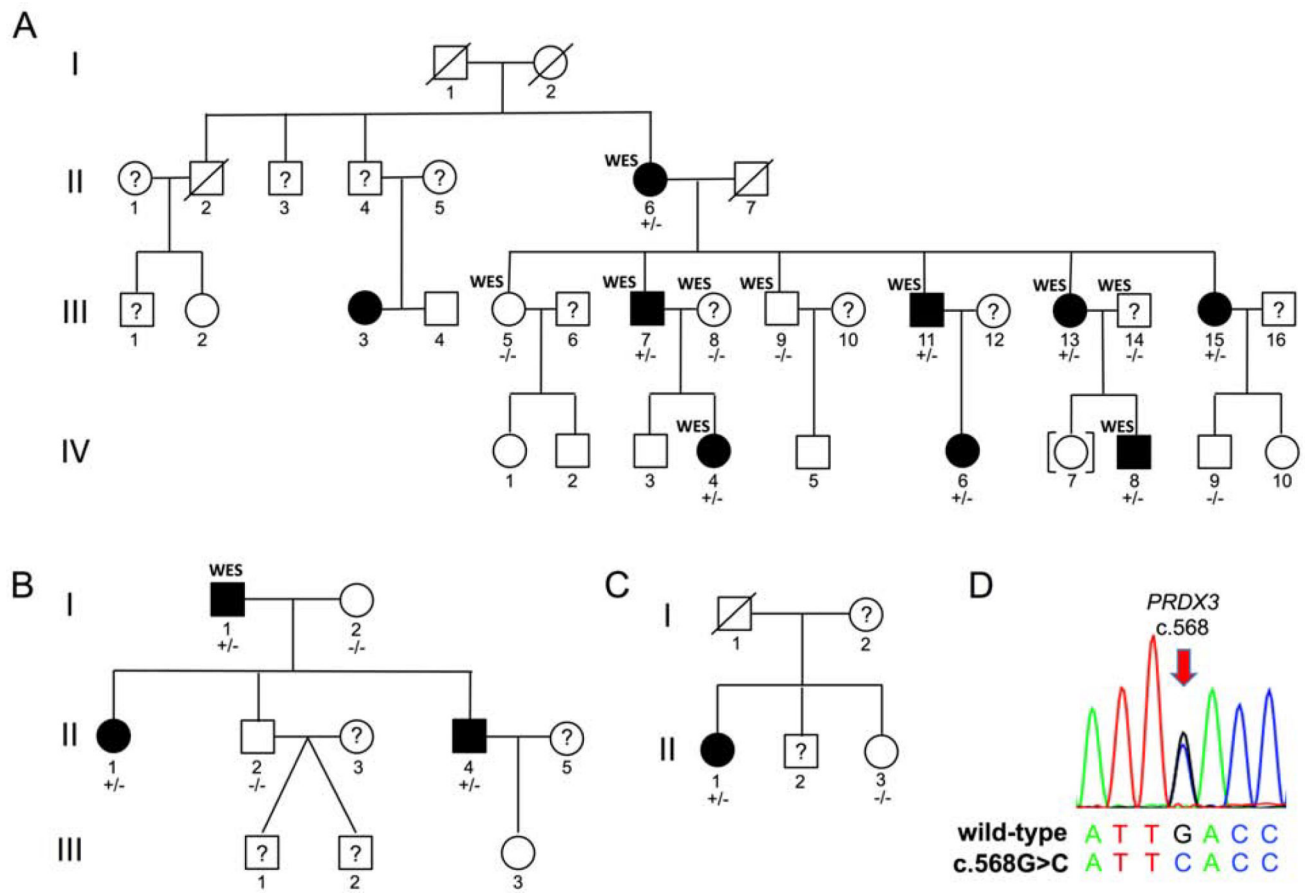 A
I
1 2
WES
II
? ? ? ? 
1 2 3 4 5 6 7
+/-
WES WES WES WES WES WES WES
III
? ? ? ? ? ? ?
1 2 3 4 5 6 7 8 9 10 11 12 13 14 15 16
-/- +/- -/- -/- +/- +/- -/- +/-
WES WES
IV
1 2 3 4 5 6 7 8 9 10
+/- +/- +/- -/-
B
WES
I
1 2
+/- -/-
II
? ?
1 2 3 4 5
+/- -/- +/-
III
? ?
1 2 3
C
I
?
1 2
II
?
1 2 3
+/- -/-
D
PRDX3
c.568
wild-type A T T G A C C
c.568G>C A T T C A C C